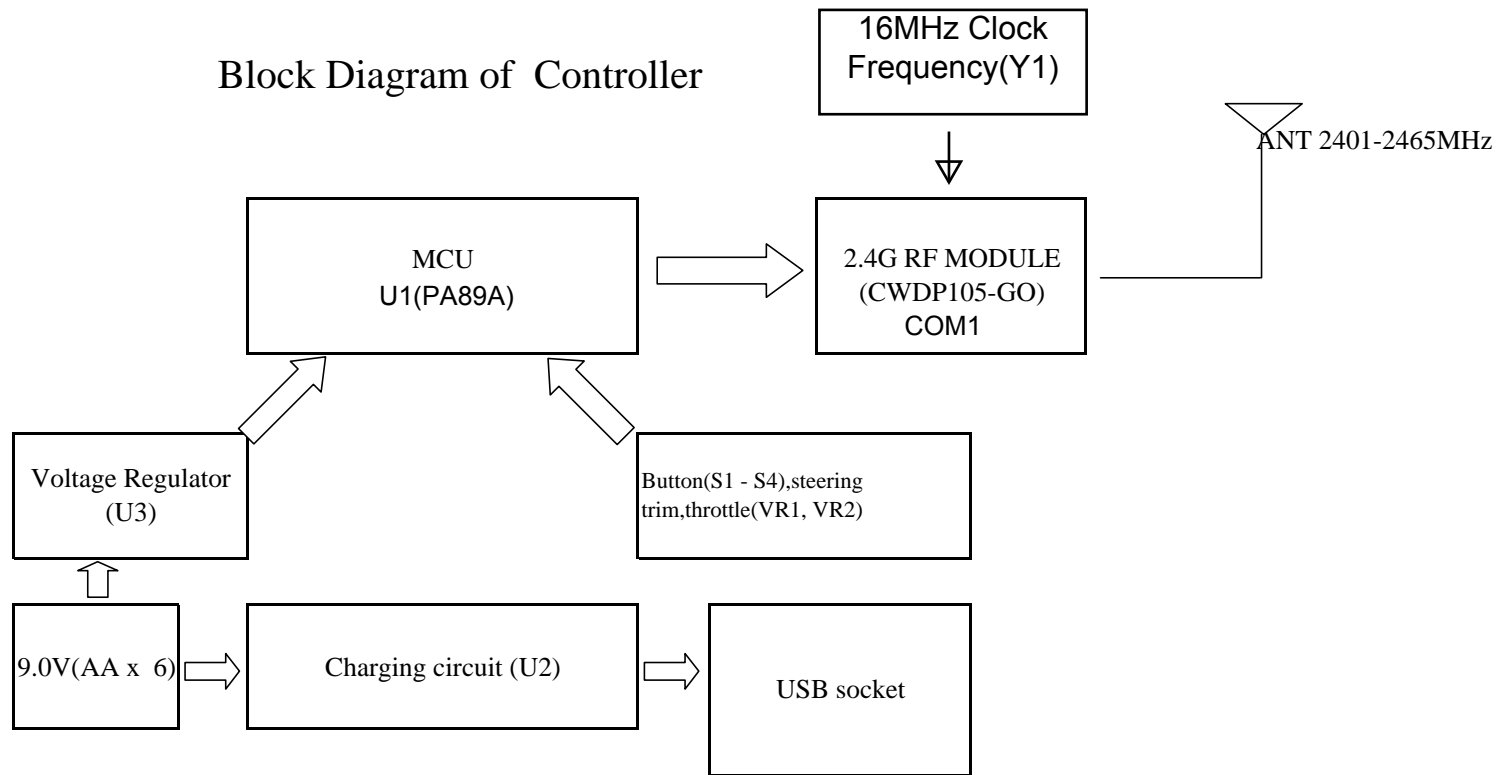 Block Diagram of Controller
16MHz Clock
Frequency(Y1)
ANT 2401-2465MHz
MCU
U1(PA89A)
2.4G RF MODULE
(CWDP105-GO)
COM1
Voltage Regulator
(U3)
Button(S1 - S4),steering
trim,throttle(VR1, VR2)
9.0V(AA x 6)
Charging circuit (U2)
USB socket